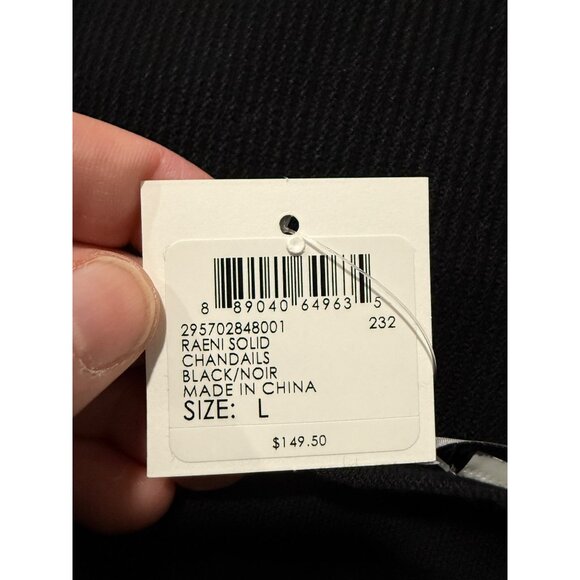 8 89040 64963 5
295702848001 232
RAENI SOLID
CHANDAILS
BLACK/NOIR
MADE IN CHINA
SIZE: L
$149.50